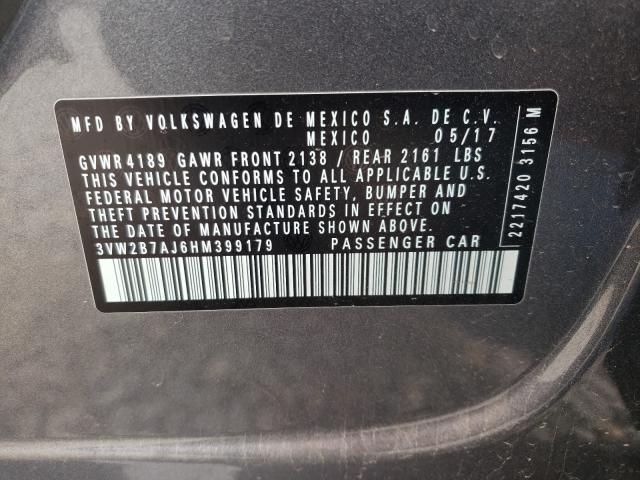 MFD BY VOLKSWAGEN DE MEXICO S.A. DE C.V.
MEXICO 05/17
GVWR 4189 GAWR FRONT 2138 / REAR 2161 LBS
THIS VEHICLE CONFORMS TO ALL APPLICABLE U.S.
FEDERAL MOTOR VEHICLE SAFETY, BUMPER AND
THEFT PREVENTION STANDARDS IN EFFECT ON
THE DATE OF MANUFACTURE SHOWN ABOVE.
3VW2B7AJ6HM399179 PASSENGER CAR
2217420 3156 M